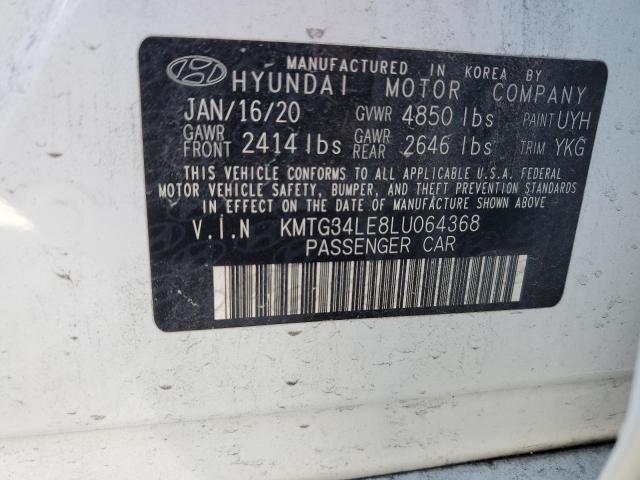 MANUFACTURED IN KOREA BY
HYUNDAI MOTOR COMPANY
JAN/16/20 GVWR 4850 lbs PAINT UYH
GAWR FRONT 2414 lbs GAWR REAR 2646 lbs TRIM YKG
THIS VEHICLE CONFORMS TO ALL APPLICABLE U.S.A. FEDERAL
MOTOR VEHICLE SAFETY, BUMPER, AND THEFT PREVENTION STANDARDS
IN EFFECT ON THE DATE OF MANUFACTURE SHOWN ABOVE.
V.I.N KMTG34LE8LU064368
PASSENGER CAR